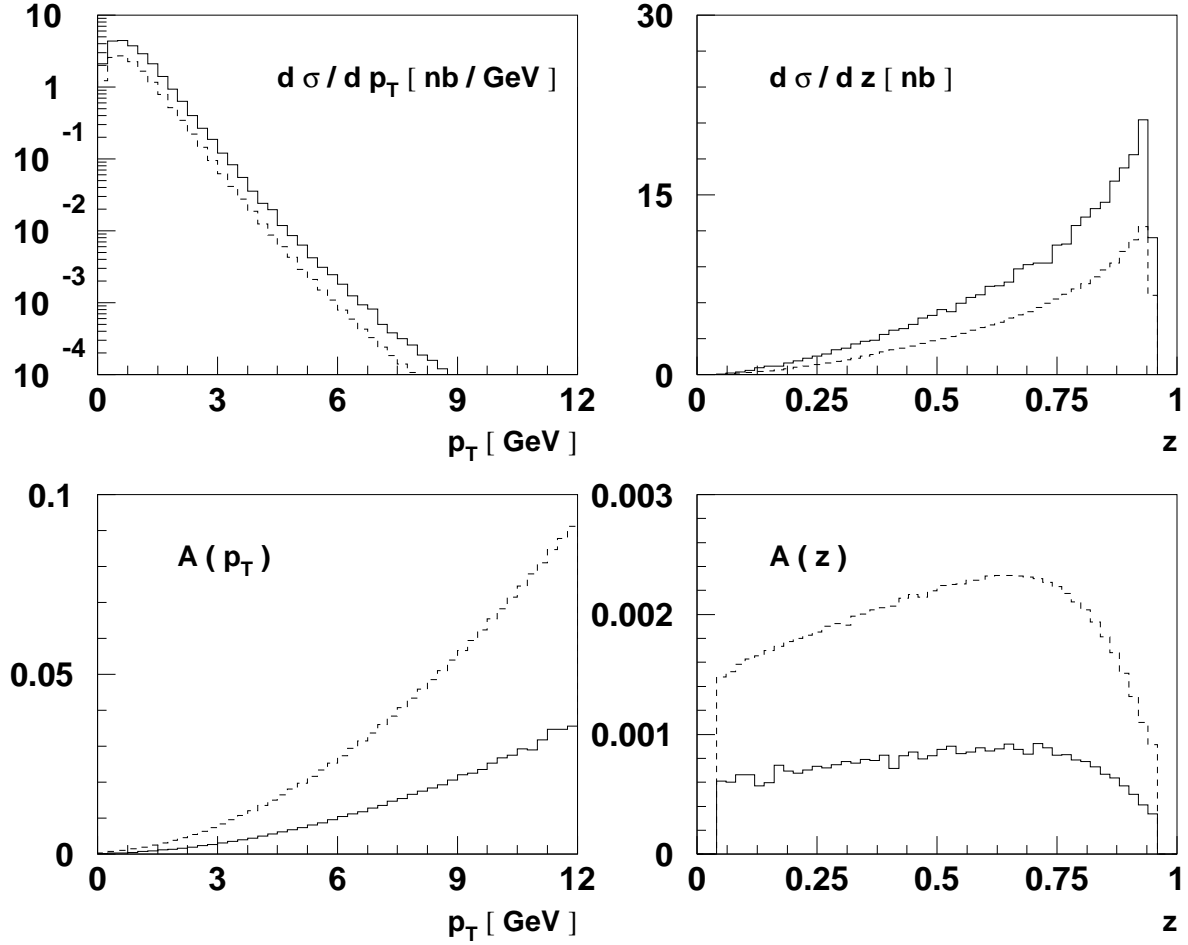 10
1
10 -1
10 -2
10 -3
10 -4
d σ / d p_T [ nb / GeV ]
0 3 6 9 12
p_T [ GeV ]
30
15
0
d σ / d z [ nb ]
0 0.25 0.5 0.75 1
z
0.1
0.05
0
A ( p_T )
0 3 6 9 12
p_T [ GeV ]
0.003
0.002
0.001
0
A ( z )
0 0.25 0.5 0.75 1
z